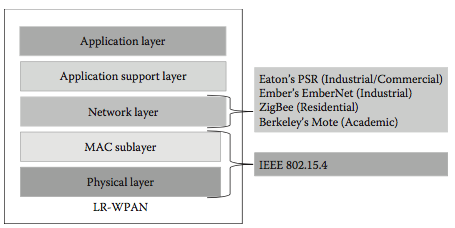 Application layer
Application support layer
Network layer
MAC sublayer
Physical layer
LR-WPAN
Eaton's PSR (Industrial/Commercial)
Ember's EmberNet (Industrial)
ZigBee (Residential)
Berkeley's Mote (Academic)
IEEE 802.15.4